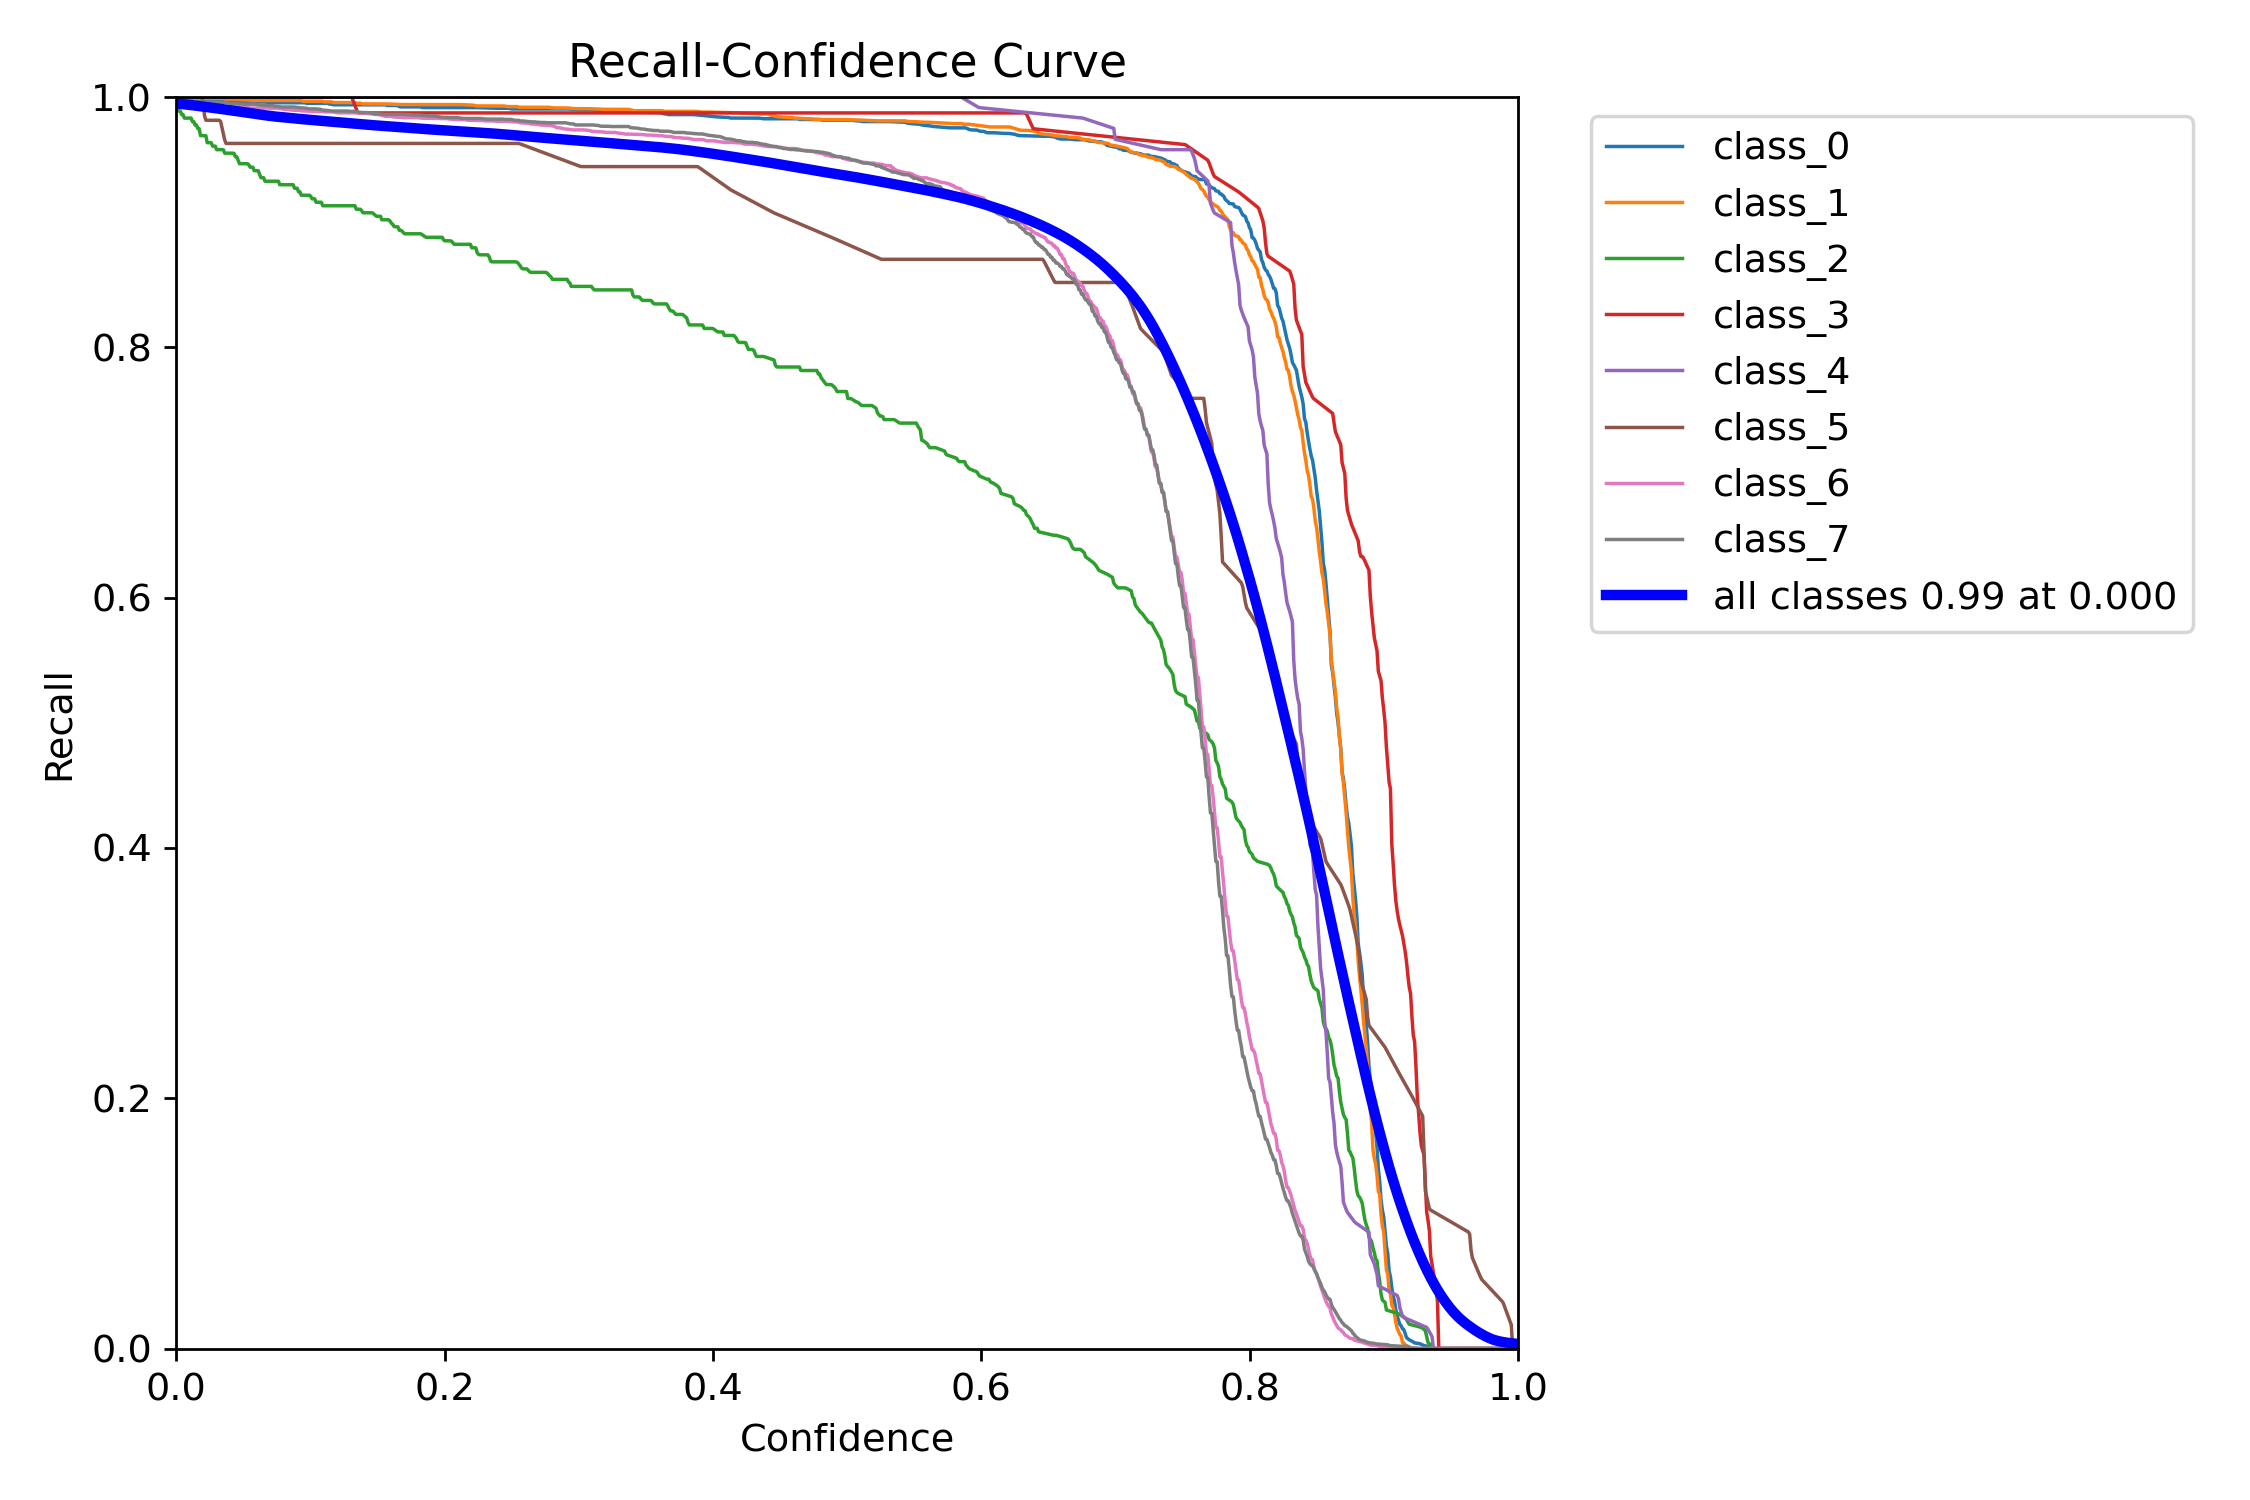 Recall-Confidence Curve
1.0
0.8
0.6
0.4
0.2
0.0
Recall
0.0 0.2 0.4 0.6 0.8 1.0
Confidence
class_0
class_1
class_2
class_3
class_4
class_5
class_6
class_7
all classes 0.99 at 0.000